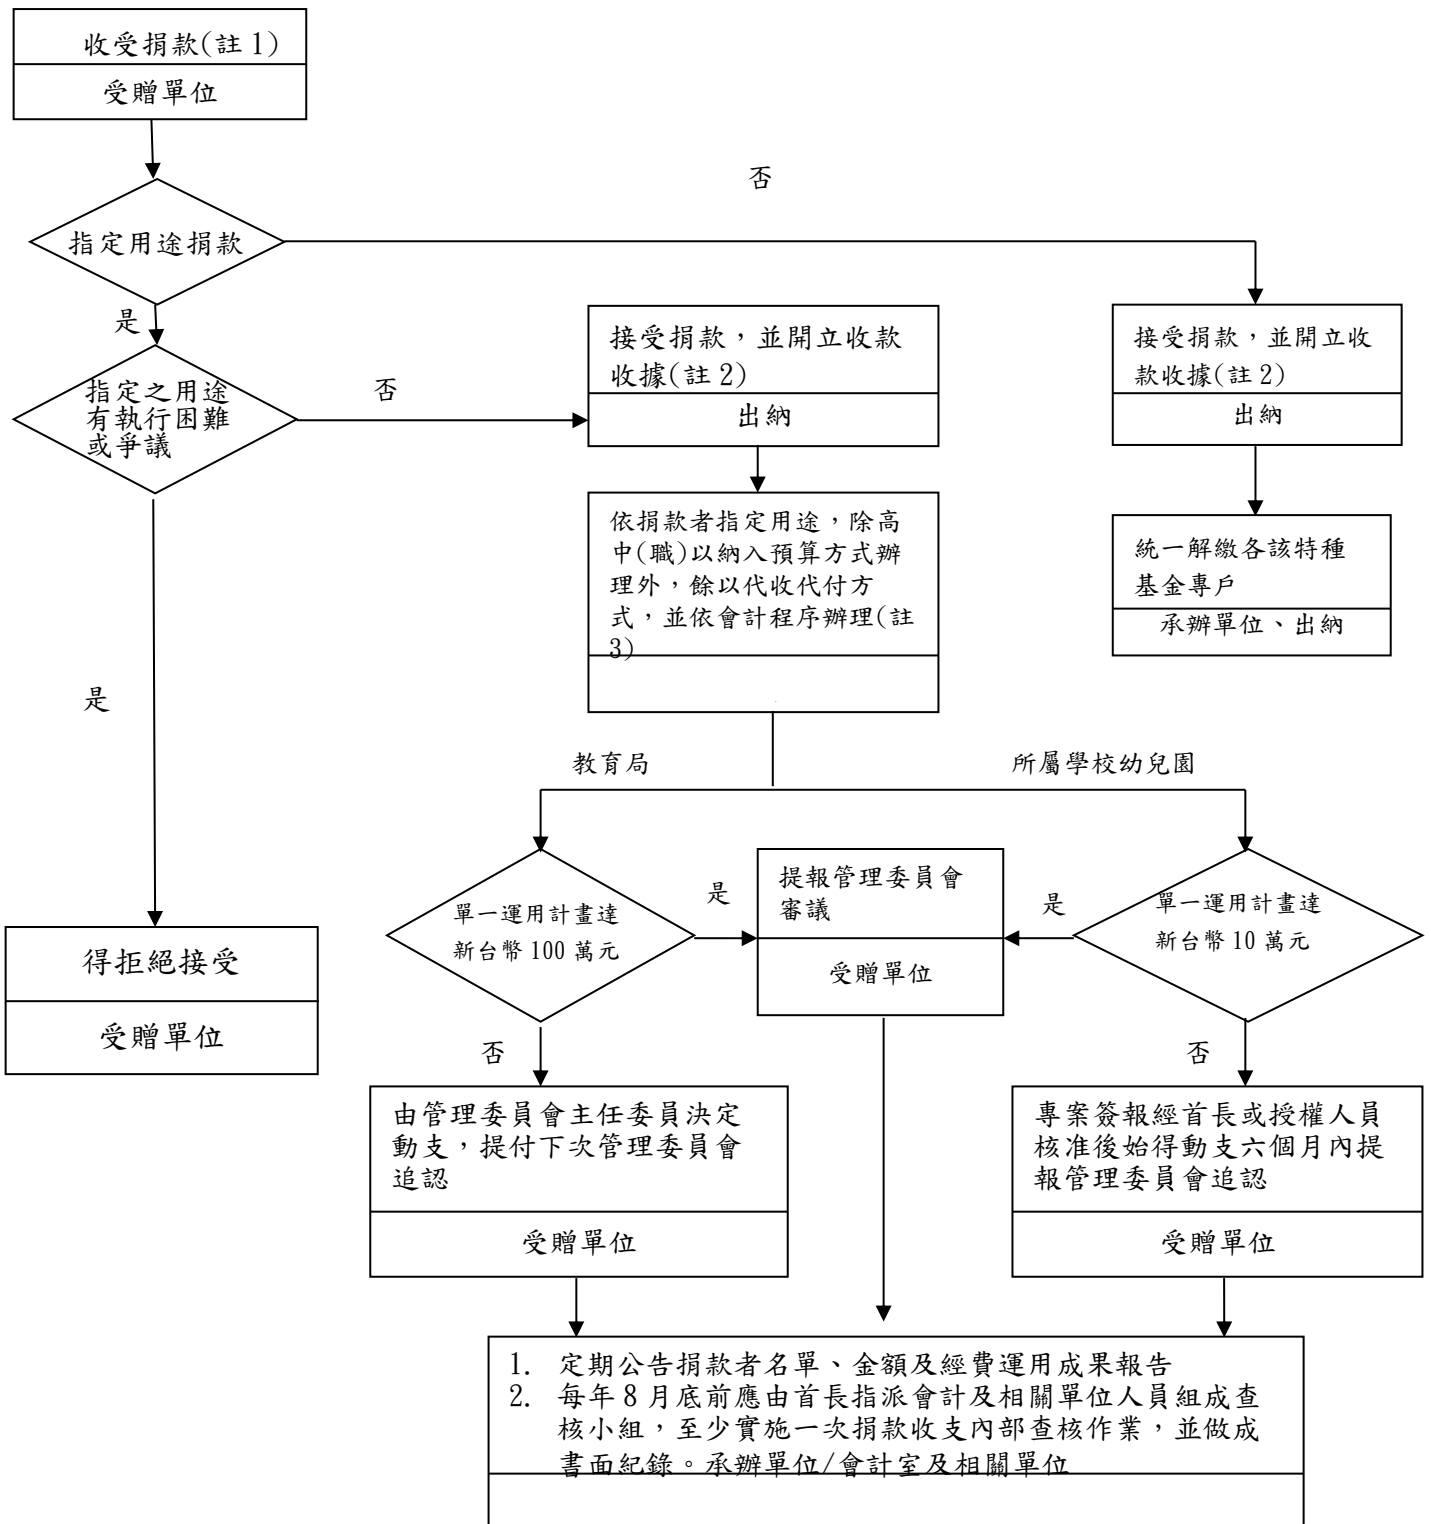 收受捐款(註1)
受贈單位
否
指定用途捐款
是
指定之用途
有執行困難
或爭議
否
接受捐款，並開立收款
收據(註2)
出納
接受捐款，並開立收
款收據(註2)
出納
依捐款者指定用途，除高
中(職)以納入預算方式辦
理外，餘以代收代付方
式，並依會計程序辦理(註
3)
統一解繳各該特種
基金專戶
承辦單位、出納
是
教育局
所屬學校幼兒園
單一運用計畫達
新台幣100萬元
是
提報管理委員會
審議
受贈單位
是
單一運用計畫達
新台幣10萬元
得拒絕接受
受贈單位
否
否
由管理委員會主任委員決定
動支，提付下次管理委員會
追認
受贈單位
專案簽報經首長或授權人員
核准後始得動支六個月內提
報管理委員會追認
受贈單位
1. 定期公告捐款者名單、金額及經費運用成果報告
2. 每年8月底前應由首長指派會計及相關單位人員組成查
核小組，至少實施一次捐款收支內部查核作業，並做成
書面紀錄。承辦單位/會計室及相關單位